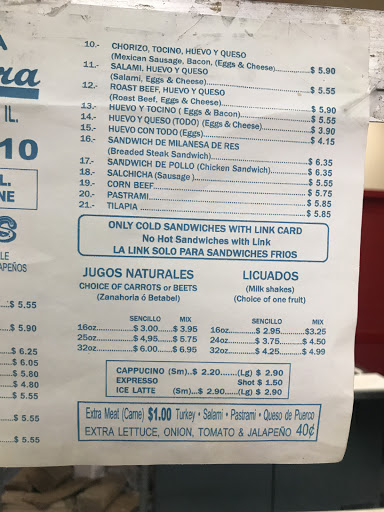 A
ra
IL.
10
L.
NE
S
LE
APEÑOS
...$ 5.55
...$ 5.90
...$ 6.25
...$ 6.05
...$ 5.80
...$ 4.80
...$ 5.55
...$ 5.55
...$ 5.55
10.- CHORIZO, TOCINO, HUEVO Y QUESO
(Mexican Sausage, Bacon, (Eggs & Cheese)...$ 5.90
11.- SALAMI, HUEVO Y QUESO
(Salami, Eggs & Cheese)...$ 5.55
12.- ROAST BEEF, HUEVO Y QUESO
(Roast Beef, Eggs & Cheese)...$ 5.90
13.- HUEVO Y TOCINO ( Eggs & Bacon)...$ 5.55
14.- HUEVO Y QUESO (TODO) (Eggs & Cheese)...$ 3.90
15.- HUEVO CON TODO (Eggs)...$ 4.15
16.- SANDWICH DE MILANESA DE RES
(Breaded Steak Sandwich)...$ 6.35
17.- SANDWICH DE POLLO (Chicken Sandwich)...$ 6.35
18.- SALCHICHA (Sausage )...$ 5.55
19.- CORN BEEF...$ 5.75
20.- PASTRAMI...$ 5.85
21.- TILAPIA...$ 5.85
ONLY COLD SANDWICHES WITH LINK CARD
No Hot Sandwiches with Link
LA LINK SOLO PARA SANDWICHES FRIOS
JUGOS NATURALES
CHOICE OF CARROTS or BEETS
(Zanahoria ó Betabel)
SENCILLO MIX
16oz...$ 3.00...$ 3.95
25oz...$ 4.95...$ 5.75
32oz...$ 6.00...$ 6.95
LICUADOS
(Milk shakes)
(Choice of one fruit)
SENCILLO MIX
16oz...$ 2.95...$3.25
24oz...$ 3.75...$ 4.50
32oz...$ 4.25...$ 4.99
CAPPUCINO (Sm)..$ 2.20......(Lg) $ 2.90
EXPRESSO Shot $ 1.50
ICE LATTE (Sm)...$ 2.90.....(Lg) $ 2.90
Extra Meat (Carne) $1.00 Turkey • Salami • Pastrami • Queso de Puerco
EXTRA LETTUCE, ONION, TOMATO & JALAPEÑO 40¢